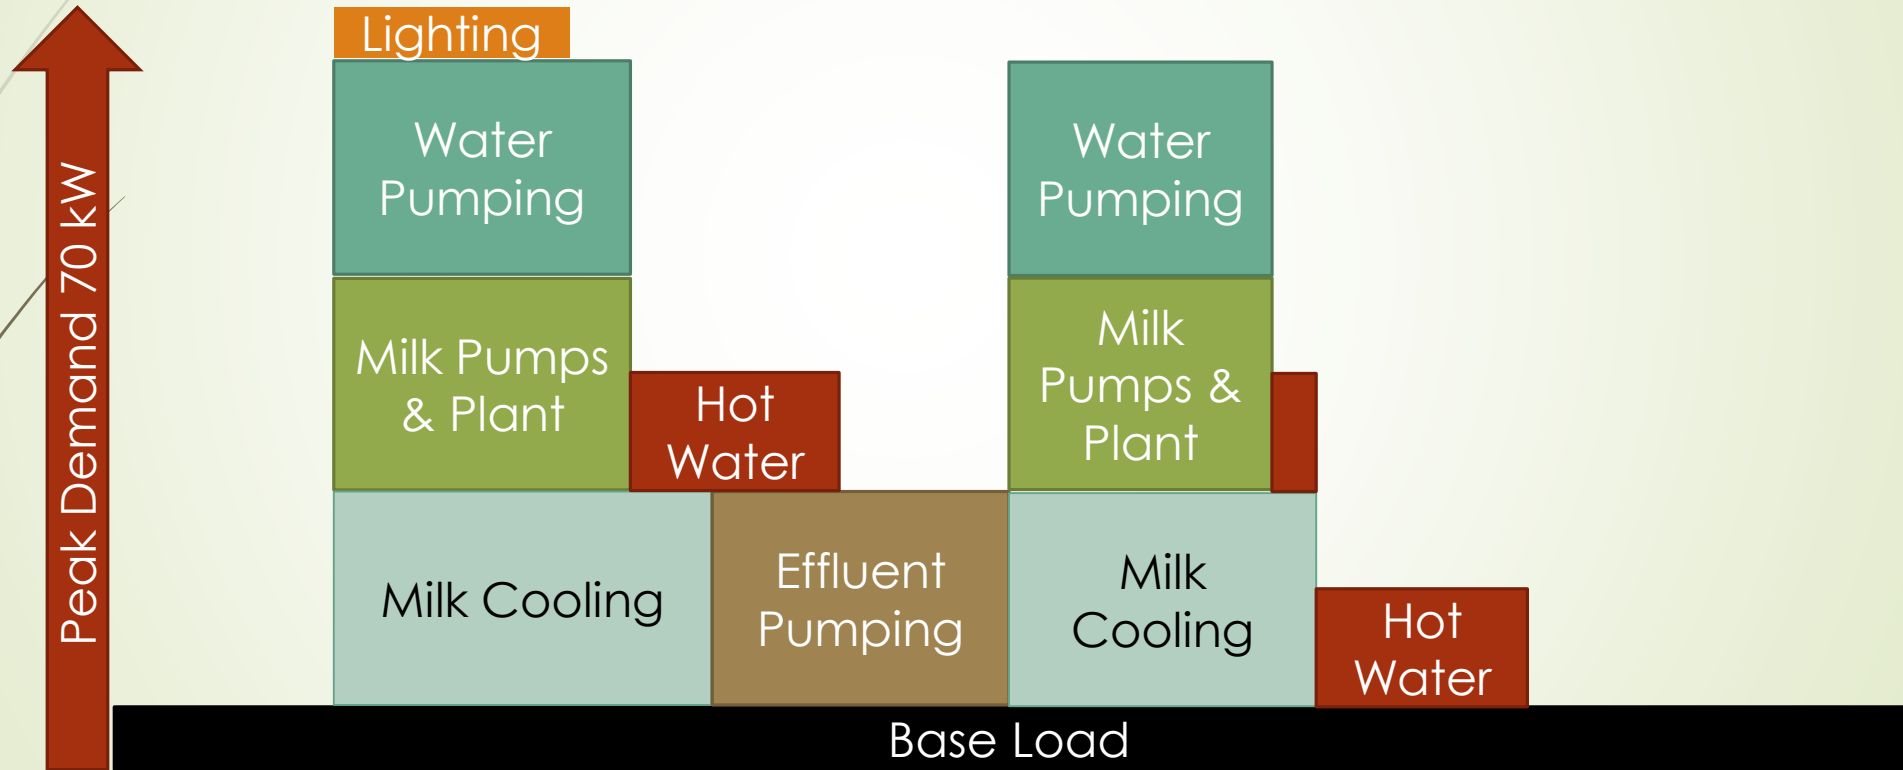 Peak Demand 70 kW
Lighting
Water
Pumping
Milk Pumps
& Plant
Hot
Water
Milk Cooling
Effluent
Pumping
Water
Pumping
Milk
Pumps &
Plant
Milk
Cooling
Hot
Water
Base Load